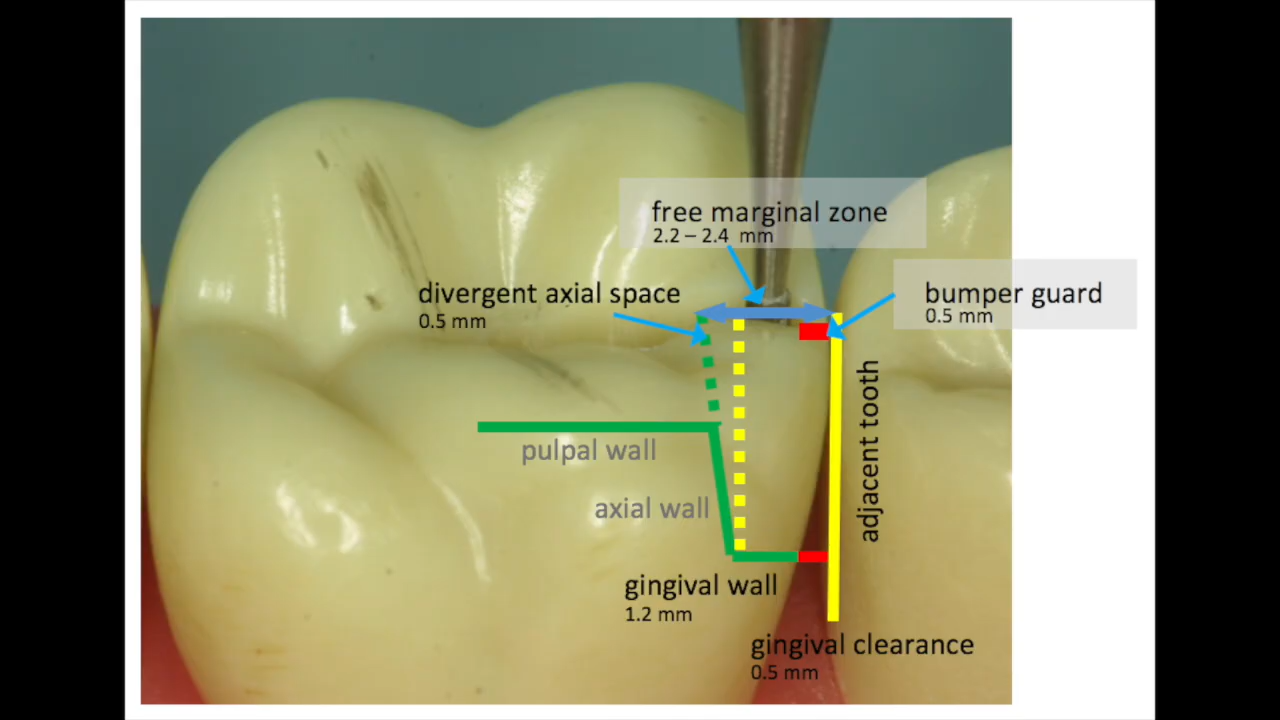 free marginal zone
2.2 – 2.4 mm
divergent axial space
0.5 mm
bumper guard
0.5 mm
adjacent tooth
pulpal wall
axial wall
gingival wall
1.2 mm
gingival clearance
0.5 mm